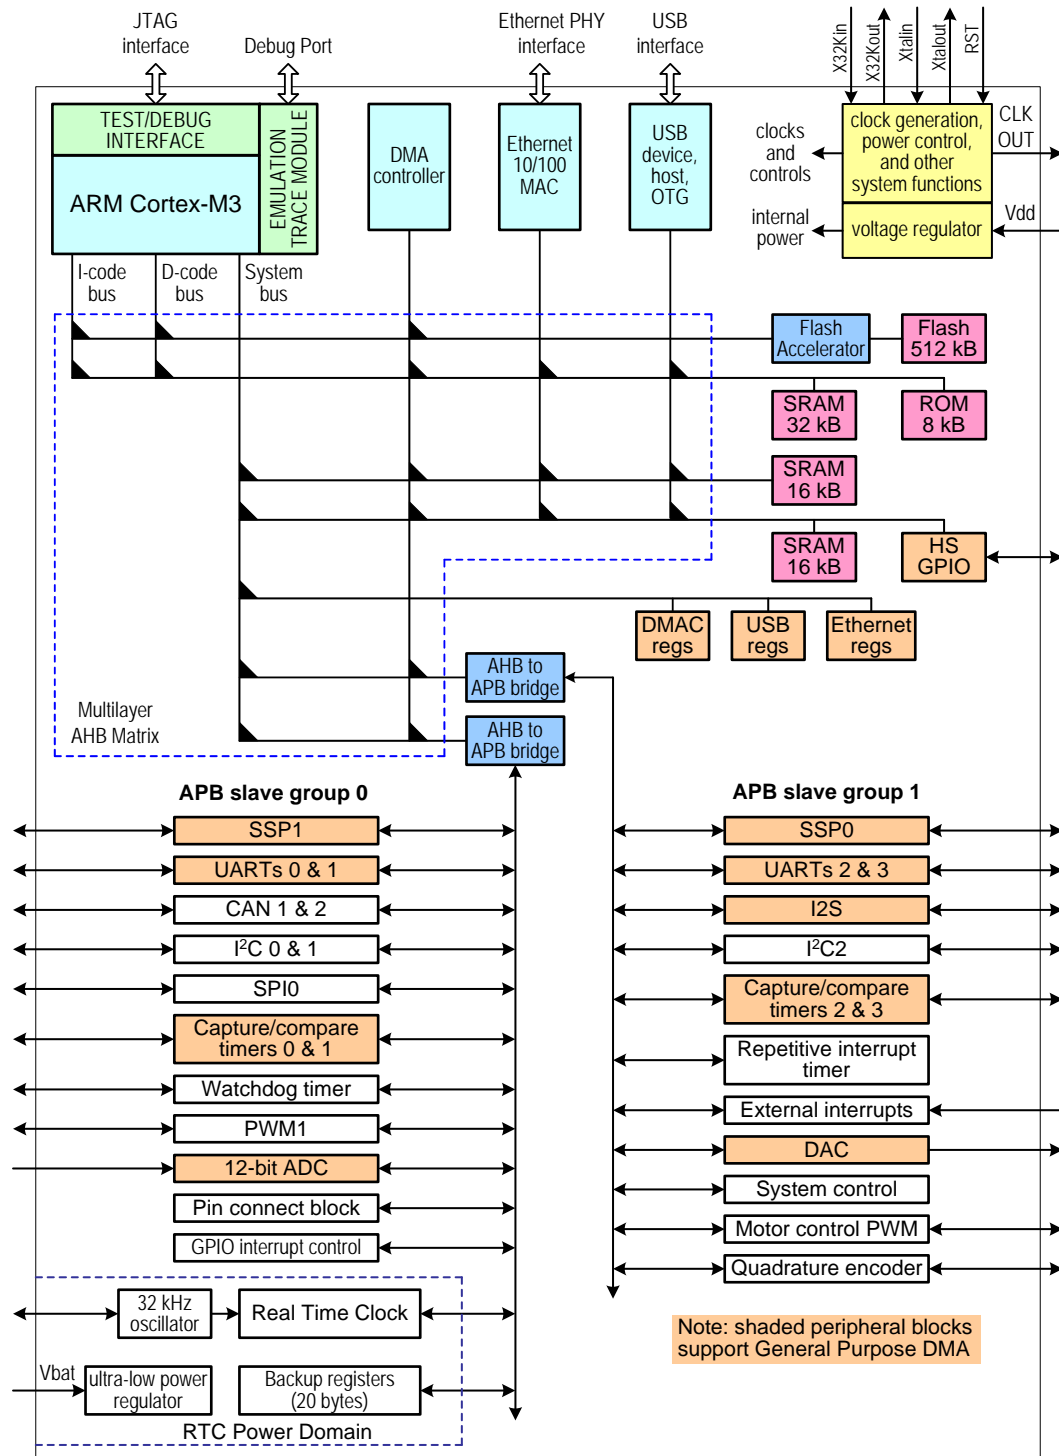 JTAG
interface
Debug Port
Ethernet PHY
interface
USB
interface
X32Kin
X32Kout
Xtalin
Xtalout
RST
TEST/DEBUG
INTERFACE
ARM Cortex-M3
EMULATION
TRACE MODULE
DMA
controller
Ethernet
10/100
MAC
USB
device,
host,
OTG
clocks
and
controls
clock generation,
power control,
and other
system functions
CLK
OUT
internal
power
voltage regulator
Vdd
I-code
bus
D-code
bus
System
bus
Flash
Accelerator
Flash
512 kB
SRAM
32 kB
ROM
8 kB
SRAM
16 kB
SRAM
16 kB
HS
GPIO
DMAC
regs
USB
regs
Ethernet
regs
AHB to
APB bridge
Multilayer
AHB Matrix
AHB to
APB bridge
APB slave group 0
SSP1
UARTs 0 & 1
CAN 1 & 2
I²C 0 & 1
SPI0
Capture/compare
timers 0 & 1
Watchdog timer
PWM1
12-bit ADC
Pin connect block
GPIO interrupt control
32 kHz
oscillator
Real Time Clock
Vbat
ultra-low power
regulator
Backup registers
(20 bytes)
RTC Power Domain
APB slave group 1
SSP0
UARTs 2 & 3
I2S
I²C2
Capture/compare
timers 2 & 3
Repetitive interrupt
timer
External interrupts
DAC
System control
Motor control PWM
Quadrature encoder
Note: shaded peripheral blocks
support General Purpose DMA